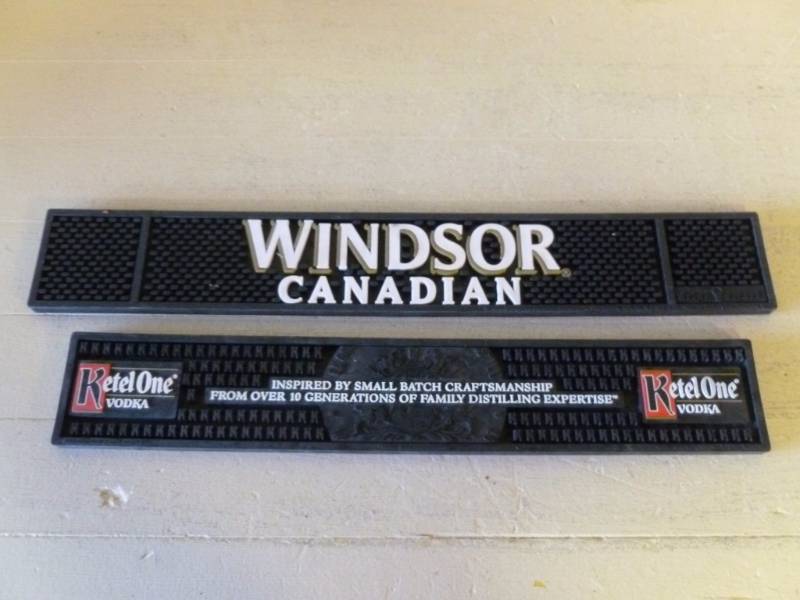 WINDSOR®
CANADIAN
Ketel One®
VODKA
INSPIRED BY SMALL BATCH CRAFTSMANSHIP
FROM OVER 10 GENERATIONS OF FAMILY DISTILLING EXPERTISE™
Ketel One®
VODKA